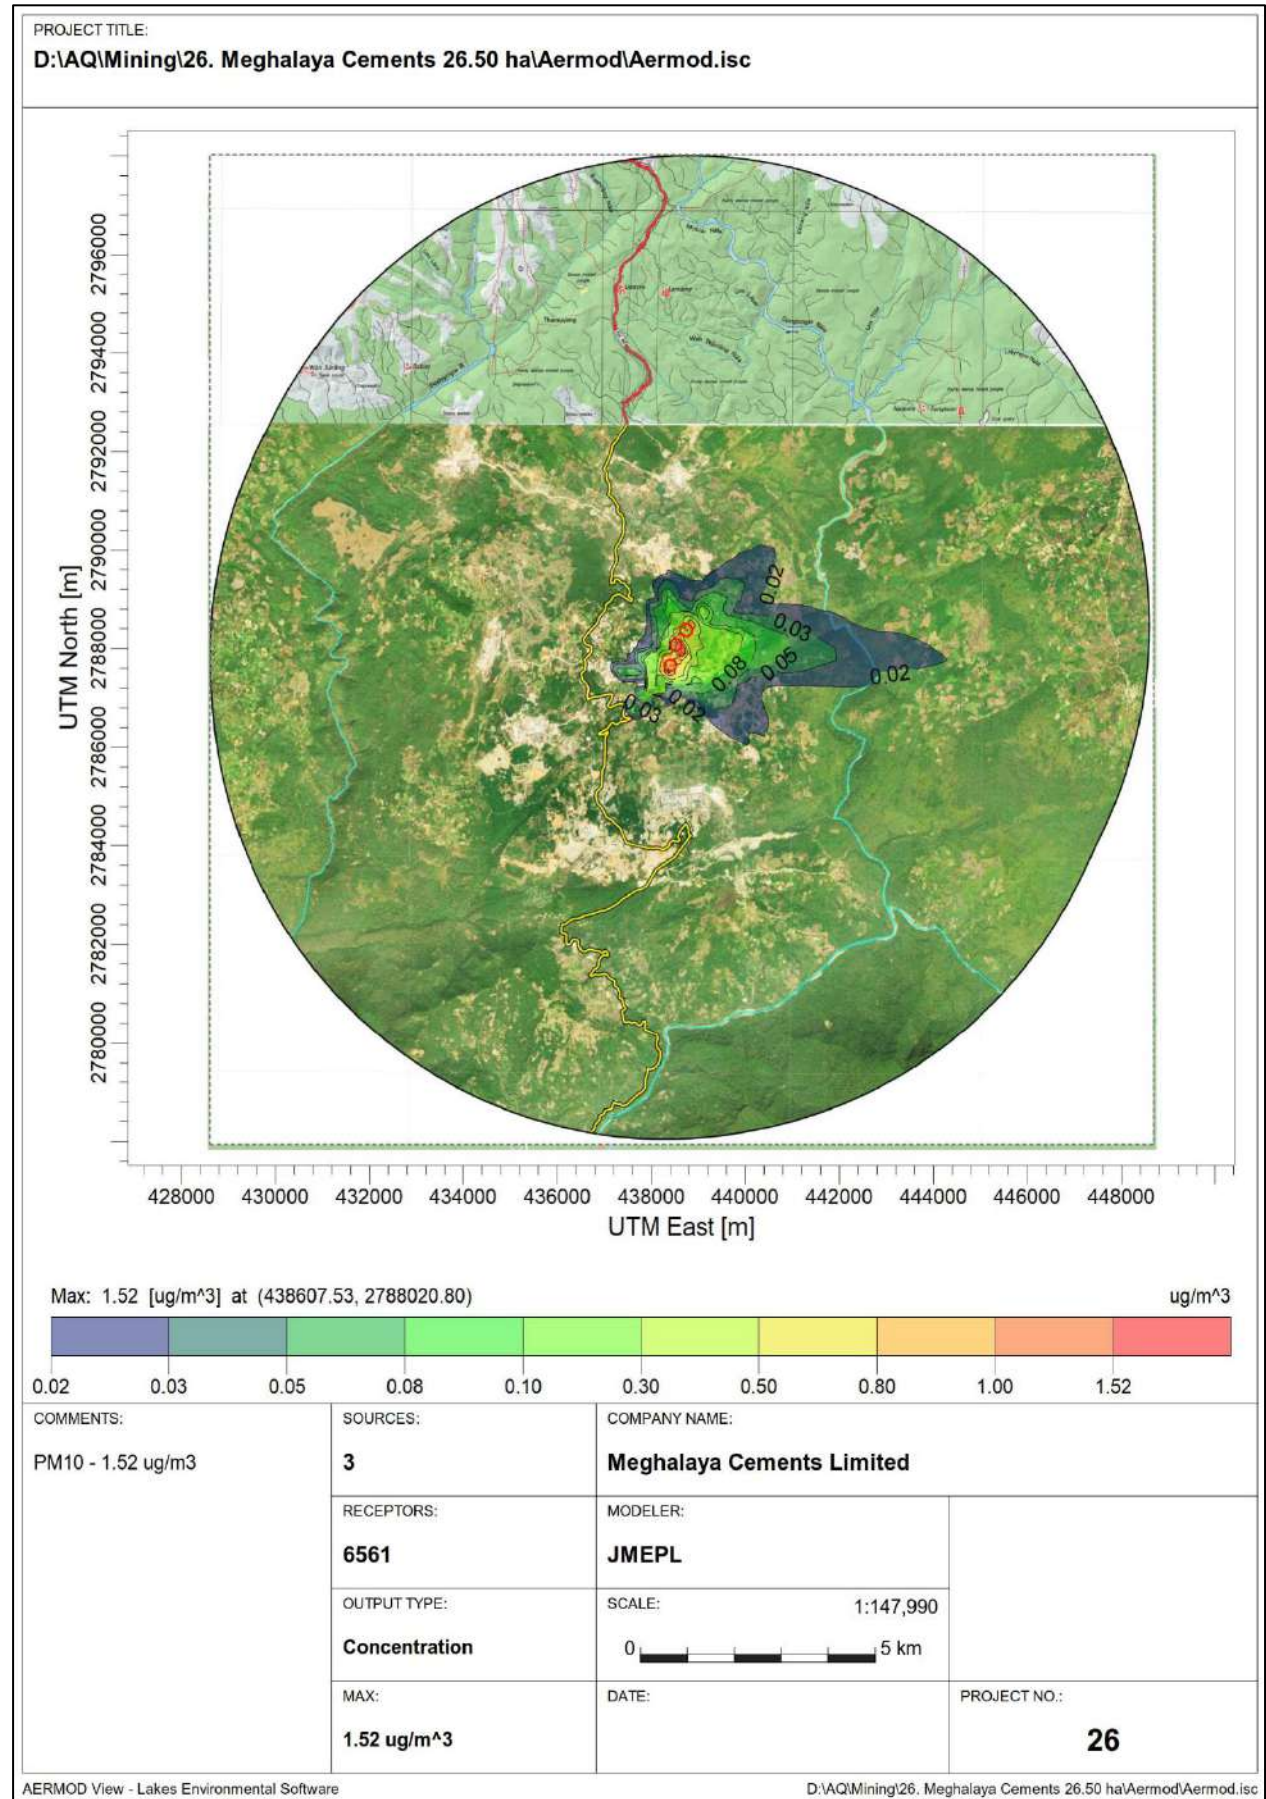 PROJECT TITLE:
D:\AQ\Mining\26. Meghalaya Cements 26.50 ha\Aermod\Aermod.isc
UTM North [m]
2796000
2794000
2792000
2790000
2788000
2786000
2784000
2782000
2780000
Thanuyang
0.02
0.03
0.05
0.08
0.02
0.02
0.03
428000 430000 432000 434000 436000 438000 440000 442000 444000 446000 448000
UTM East [m]
Max: 1.52 [ug/m^3] at (438607.53, 2788020.80) ug/m^3
0.02 0.03 0.05 0.08 0.10 0.30 0.50 0.80 1.00 1.52
COMMENTS:
PM10 - 1.52 ug/m3
SOURCES:
3
COMPANY NAME:
Meghalaya Cements Limited
RECEPTORS:
6561
MODELER:
JMEPL
OUTPUT TYPE:
Concentration
SCALE: 1:147,990
0 5 km
MAX:
1.52 ug/m^3
DATE:
PROJECT NO.:
26
AERMOD View - Lakes Environmental Software
D:\AQ\Mining\26. Meghalaya Cements 26.50 ha\Aermod\Aermod.isc